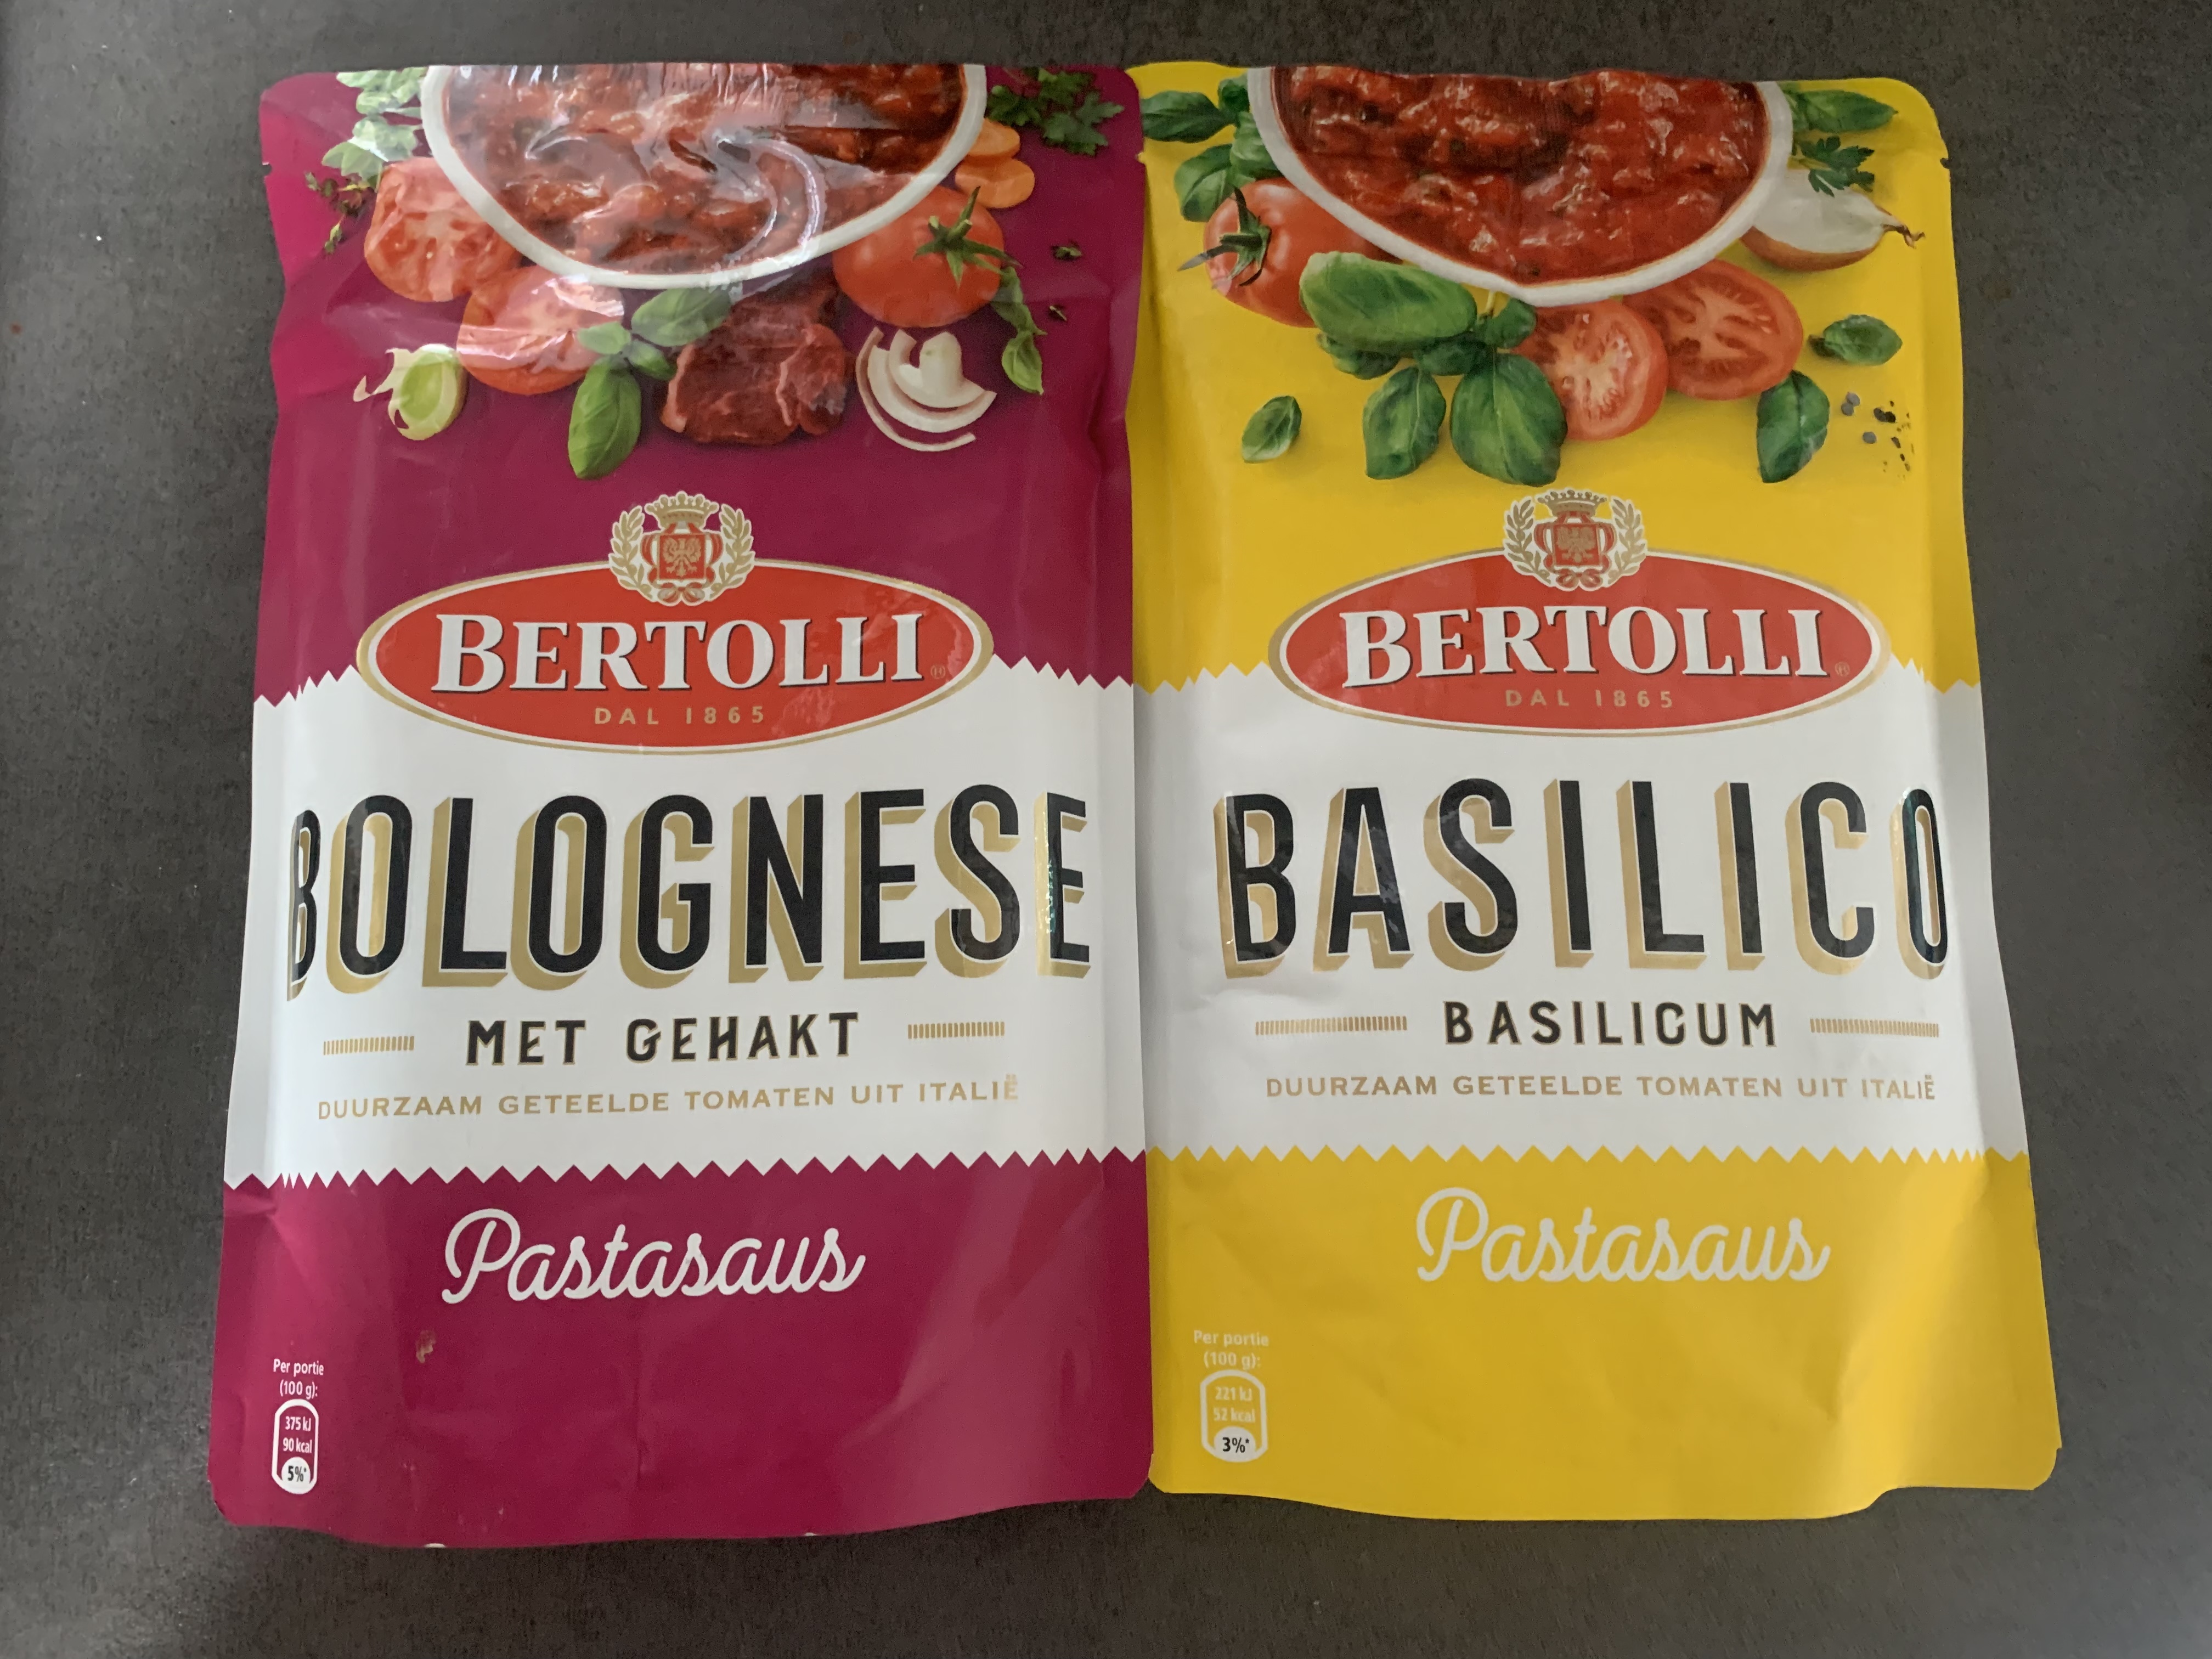 BERTOLLI
DAL 1865
BOLOGNESE
MET GEHAKT
DUURZAAM GETEELDE TOMATEN UIT ITALIË
Pastasaus
Per portie
(100 g):
375 kJ
90 kcal
5%*
BERTOLLI
DAL 1865
BASILICO
BASILICUM
DUURZAAM GETEELDE TOMATEN UIT ITALIË
Pastasaus
Per portie
(100 g):
221 kJ
52 kcal
3%*